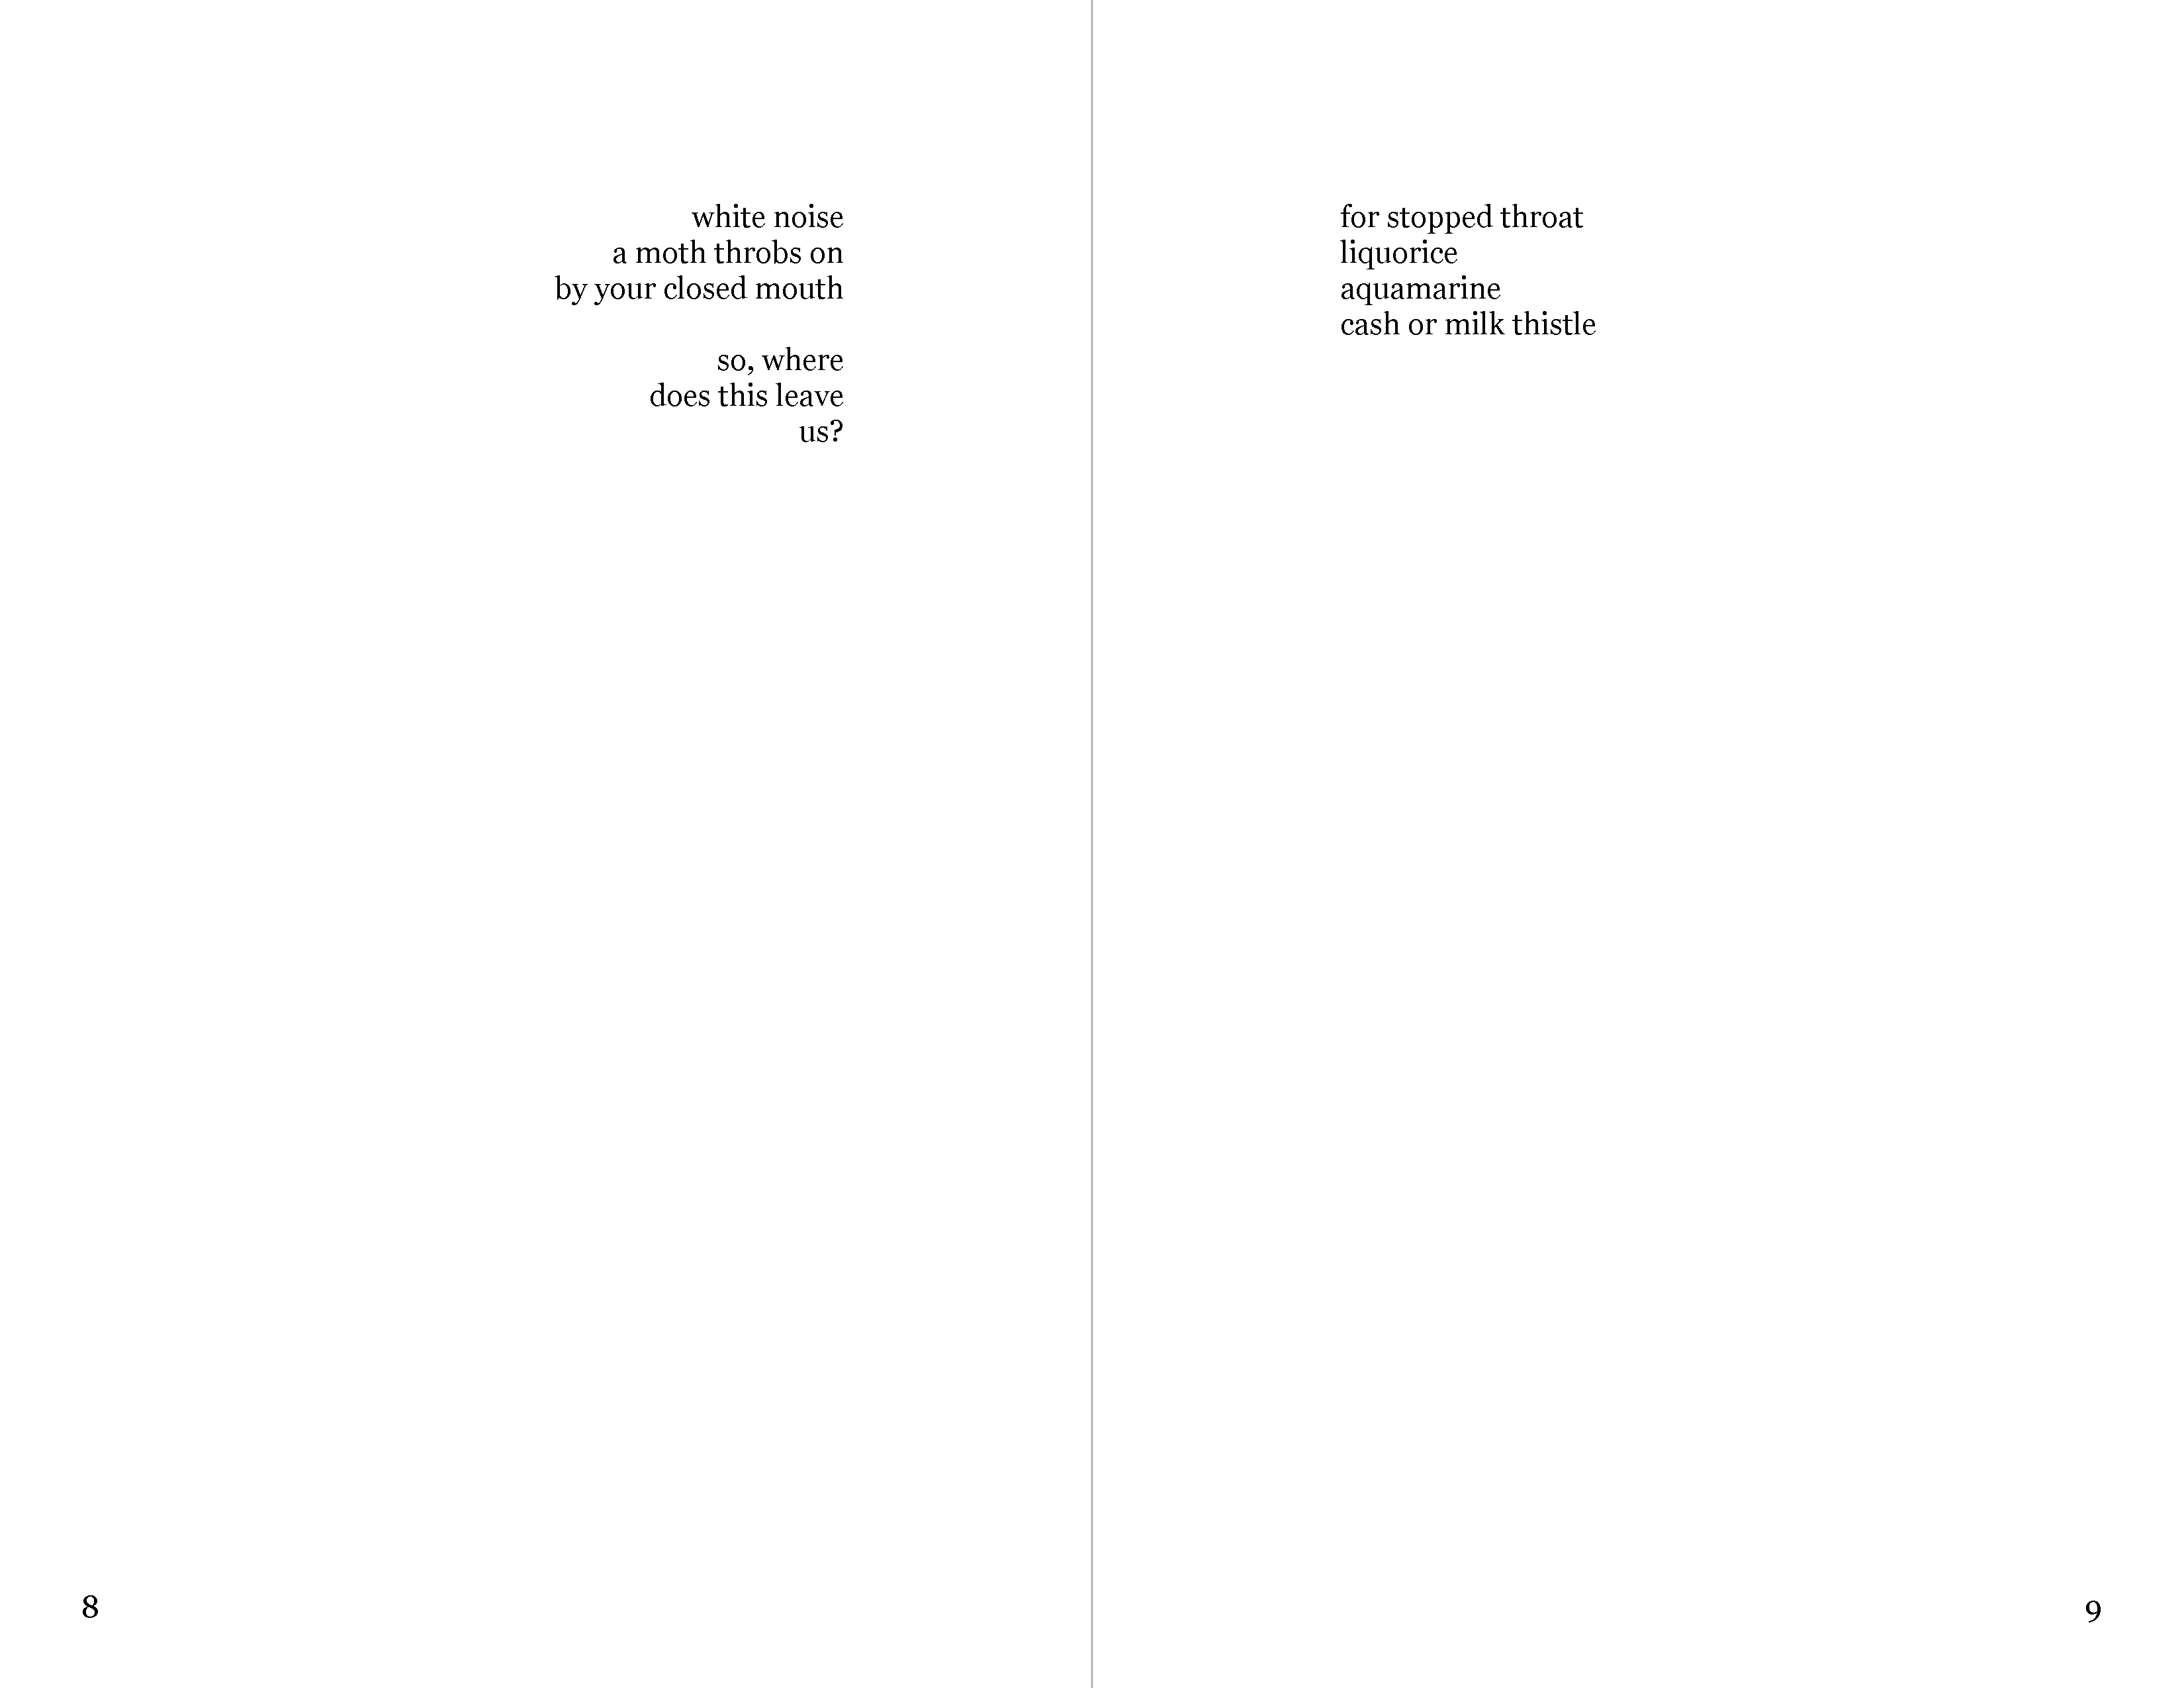 white noise
a moth throbs on
by your closed mouth

so, where
does this leave
us?

8

for stopped throat
liquorice
aquamarine
cash or milk thistle

9